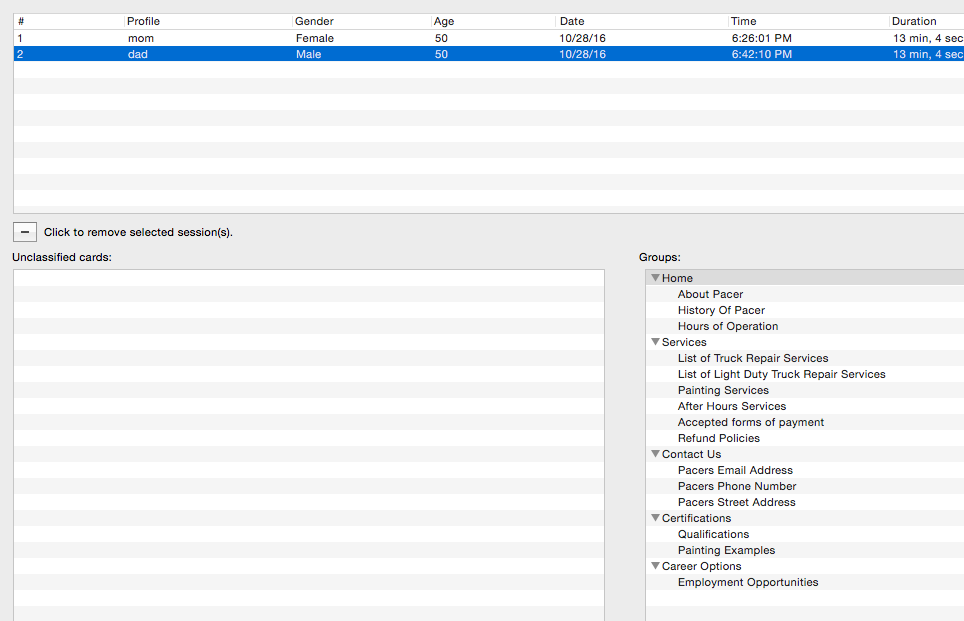 # Profile Gender Age Date Time Duration
1 mom Female 50 10/28/16 6:26:01 PM 13 min, 4 sec
2 dad Male 50 10/28/16 6:42:10 PM 13 min, 4 sec
− Click to remove selected session(s).
Unclassified cards:
Groups:
Home
About Pacer
History Of Pacer
Hours of Operation
Services
List of Truck Repair Services
List of Light Duty Truck Repair Services
Painting Services
After Hours Services
Accepted forms of payment
Refund Policies
Contact Us
Pacers Email Address
Pacers Phone Number
Pacers Street Address
Certifications
Qualifications
Painting Examples
Career Options
Employment Opportunities